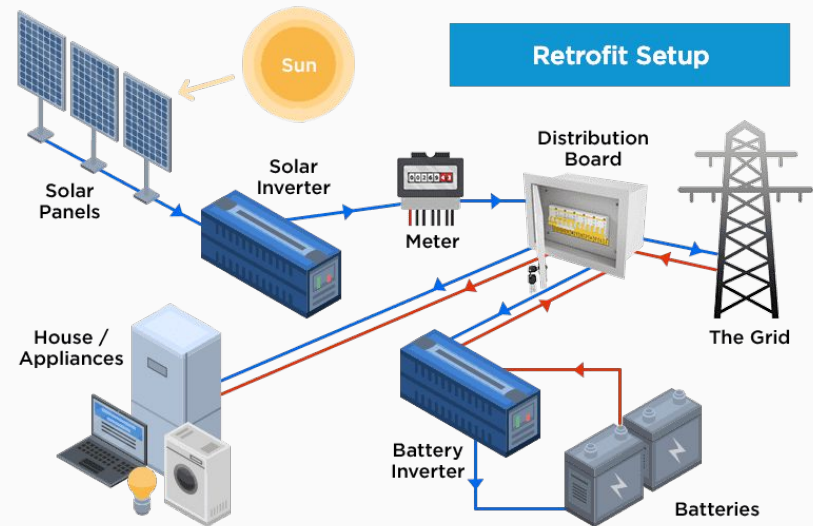 Sun
Retrofit Setup
Solar
Panels
Solar
Inverter
Meter
Distribution
Board
The Grid
House /
Appliances
Battery
Inverter
Batteries